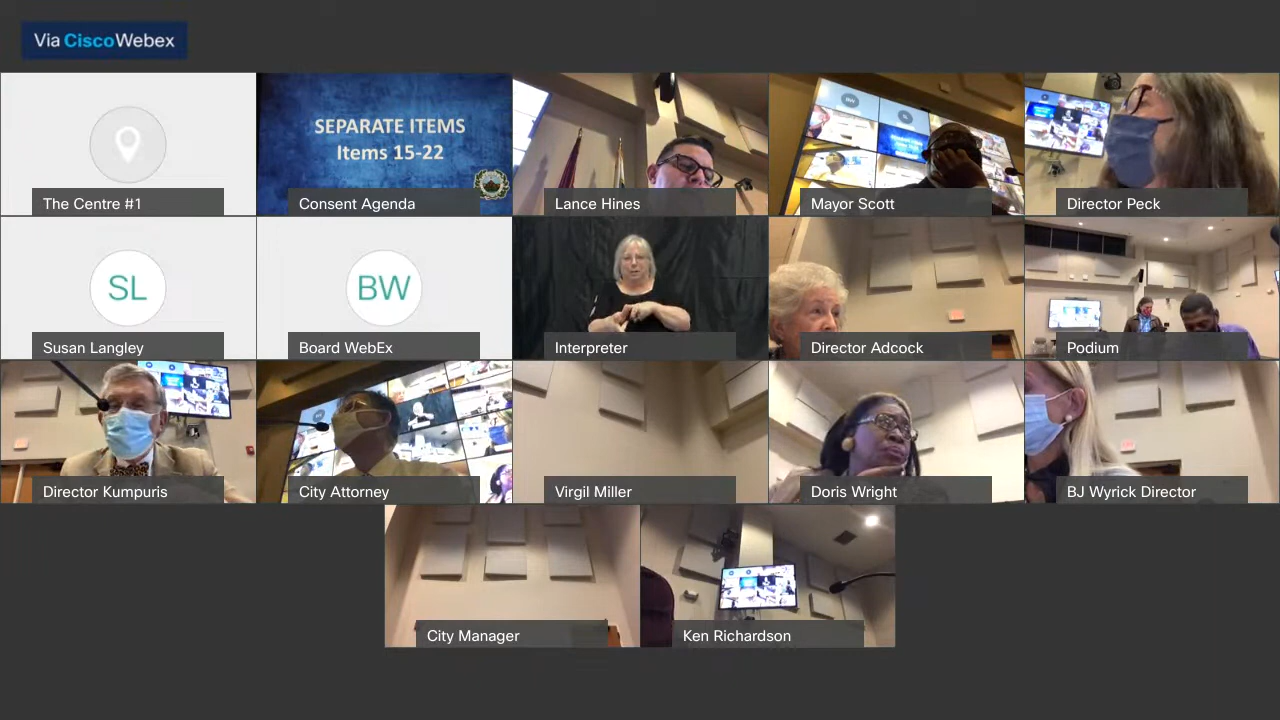 Via Cisco Webex
SEPARATE ITEMS
Items 15-22
The Centre #1
Consent Agenda
Lance Hines
Mayor Scott
Director Peck
SL
BW
Susan Langley
Board WebEx
Interpreter
Director Adcock
Podium
Director Kumpuris
City Attorney
Virgil Miller
Doris Wright
BJ Wyrick Director
City Manager
Ken Richardson